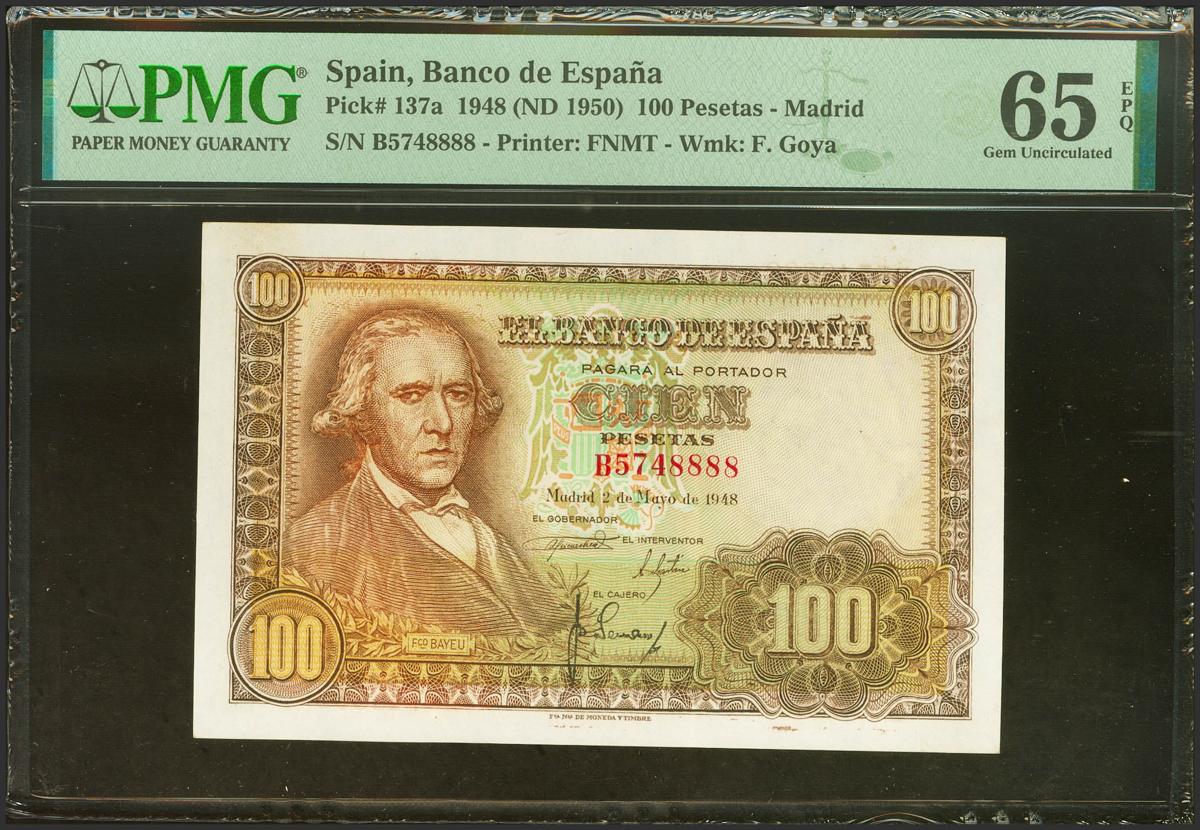 PMG®
PAPER MONEY GUARANTY
Spain, Banco de España
Pick# 137a 1948 (ND 1950) 100 Pesetas - Madrid
S/N B5748888 - Printer: FNMT - Wmk: F. Goya
65
EPQ
Gem Uncirculated
100
100
EL BANCO DE ESPAÑA
PAGARA AL PORTADOR
CIEN
PESETAS
B5748888
Madrid 2 de Mayo de 1948
EL GOBERNADOR
EL INTERVENTOR
EL CAJERO
100
100
Fco BAYEU
Fca Nal DE MONEDA Y TIMBRE